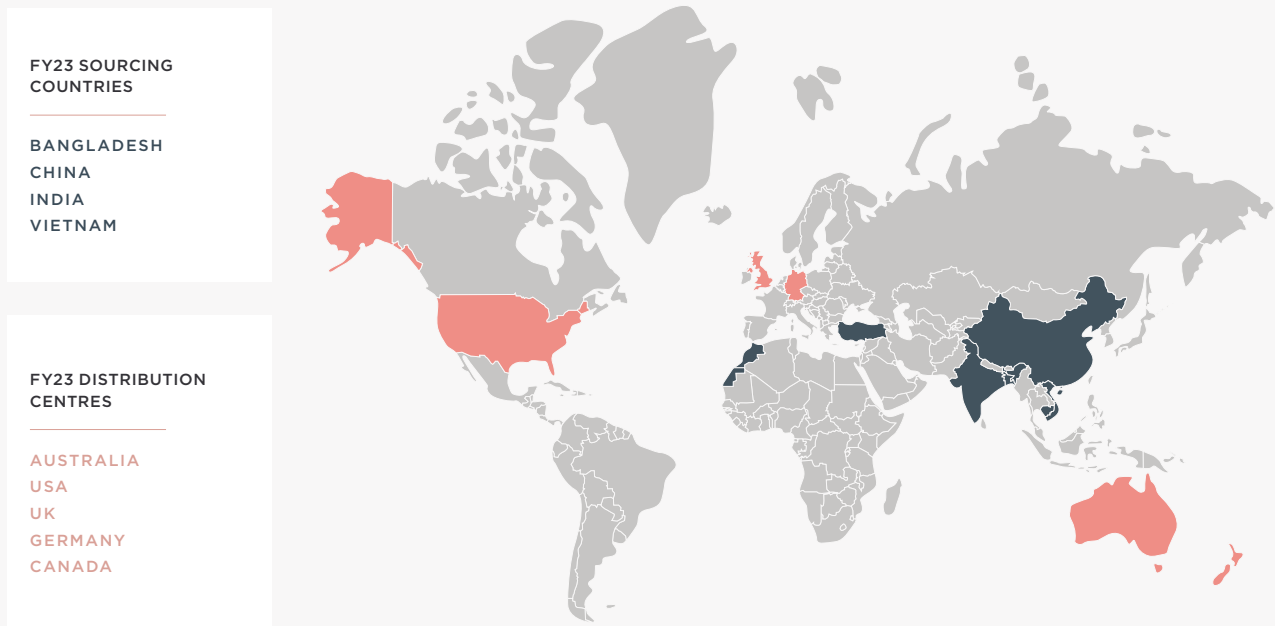 FY23 SOURCING
COUNTRIES
BANGLADESH
CHINA
INDIA
VIETNAM
FY23 DISTRIBUTION
CENTRES
AUSTRALIA
USA
UK
GERMANY
CANADA